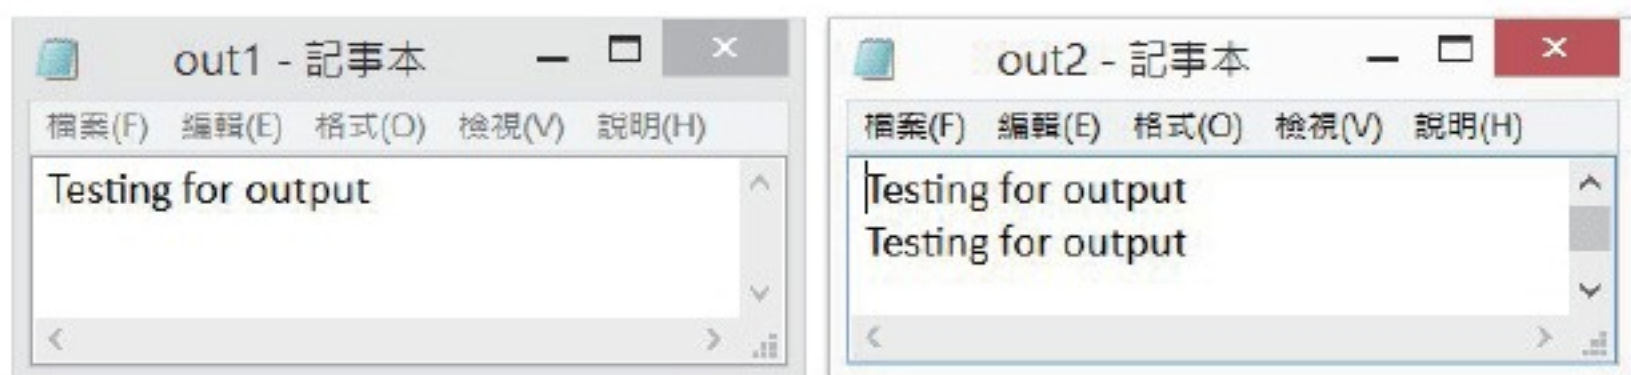 out1 - 記事本
檔案(F) 編輯(E) 格式(O) 檢視(V) 說明(H)
Testing for output
out2 - 記事本
檔案(F) 編輯(E) 格式(O) 檢視(V) 說明(H)
Testing for output
Testing for output